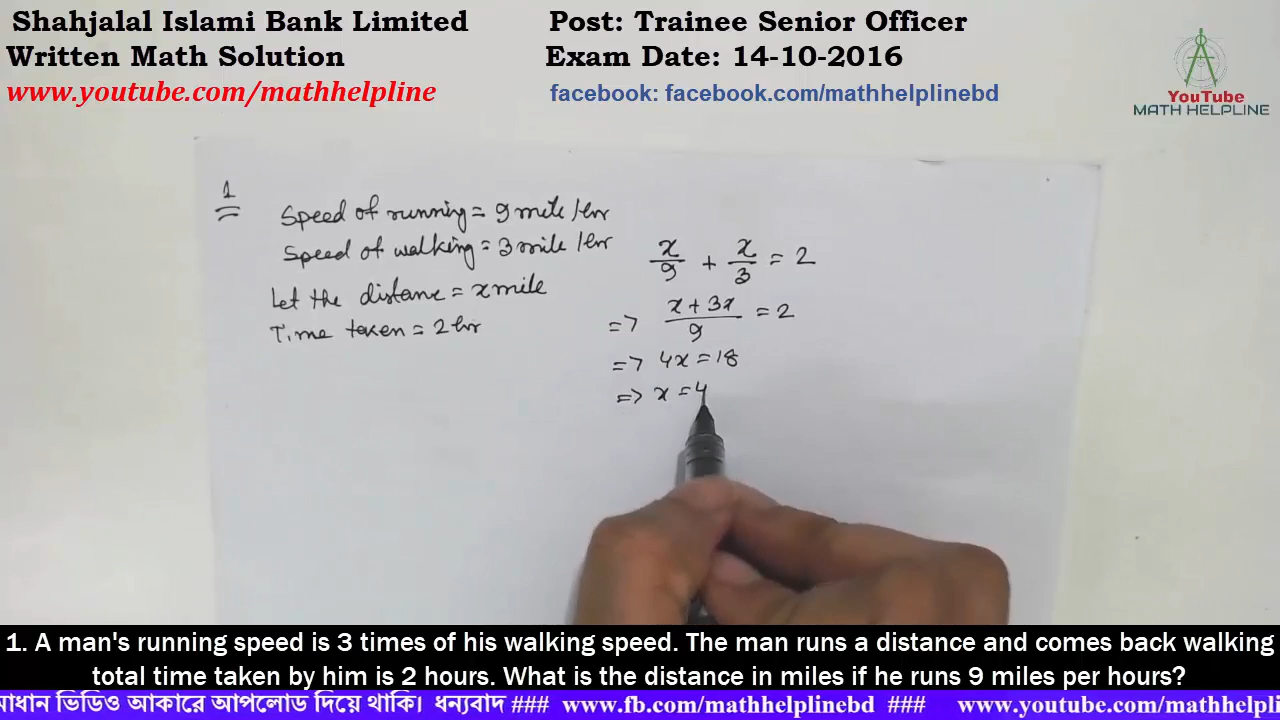 Shahjalal Islami Bank Limited Post: Trainee Senior Officer
Written Math Solution Exam Date: 14-10-2016
www.youtube.com/mathhelpline facebook: facebook.com/mathhelplinebd
YouTube
MATH HELPLINE
1
Speed of running = 9 mile/hr
Speed of walking = 3 mile/hr
Let the distance = x mile
Time taken = 2 hr
x/9 + x/3 = 2
=> (x + 3x)/9 = 2
=> 4x = 18
=> x = 4
1. A man's running speed is 3 times of his walking speed. The man runs a distance and comes back walking
total time taken by him is 2 hours. What is the distance in miles if he runs 9 miles per hours?
মাধান ভিডিও আকারে আপলোড দিয়ে থাকি। ধন্যবাদ ### www.fb.com/mathhelplinebd ### www.youtube.com/mathhelpli